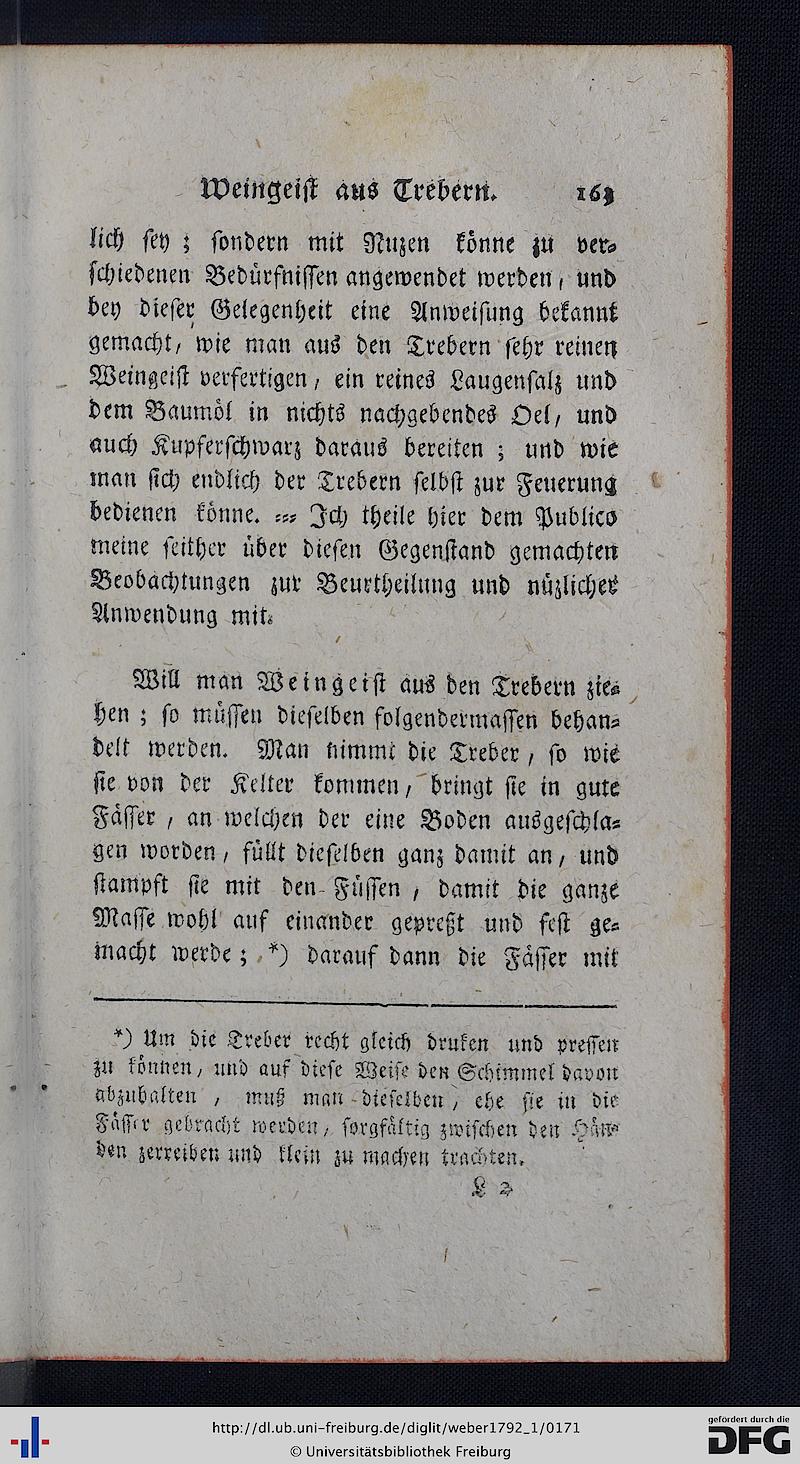 Weingeist aus Trebern. 163
lich sey ; sondern mit Nuzen könne zu ver-
schiedenen Bedürfnissen angewendet werden, und
bey dieser Gelegenheit eine Anweisung bekannt
gemacht, wie man aus den Trebern sehr reinen
Weingeist verfertigen, ein reines Laugensalz und
dem Baumöl in nichts nachgebendes Oel, und
auch Kupferschwarz daraus bereiten ; und wie
man sich endlich der Trebern selbst zur Feuerung
bedienen könne. --- Ich theile hier dem Publico
meine seither über diesen Gegenstand gemachten
Beobachtungen zur Beurtheilung und nüzlicher
Anwendung mit.
Will man Weingeist aus den Trebern zie-
hen ; so müssen dieselben folgendermassen behan-
delt werden. Man nimmt die Treber, so wie
sie von der Kelter kommen, bringt sie in gute
Fässer, an welchen der eine Boden ausgeschla-
gen worden, füllt dieselben ganz damit an, und
stampft sie mit den Füssen, damit die ganze
Masse wohl auf einander gepreßt und fest ge-
macht werde ; *) darauf dann die Fässer mit
*) Um die Treber recht gleich druken und pressen
zu können, und auf diese Weise den Schimmel davon
abzuhalten, muß man dieselben, ehe sie in die
Fässer gebracht werden, sorgfältig zwischen den Hän-
den zerreiben und klein zu machen trachten.
L 2
http://dl.ub.uni-freiburg.de/diglit/weber1792_1/0171
© Universitätsbibliothek Freiburg
gefördert durch die
DFG